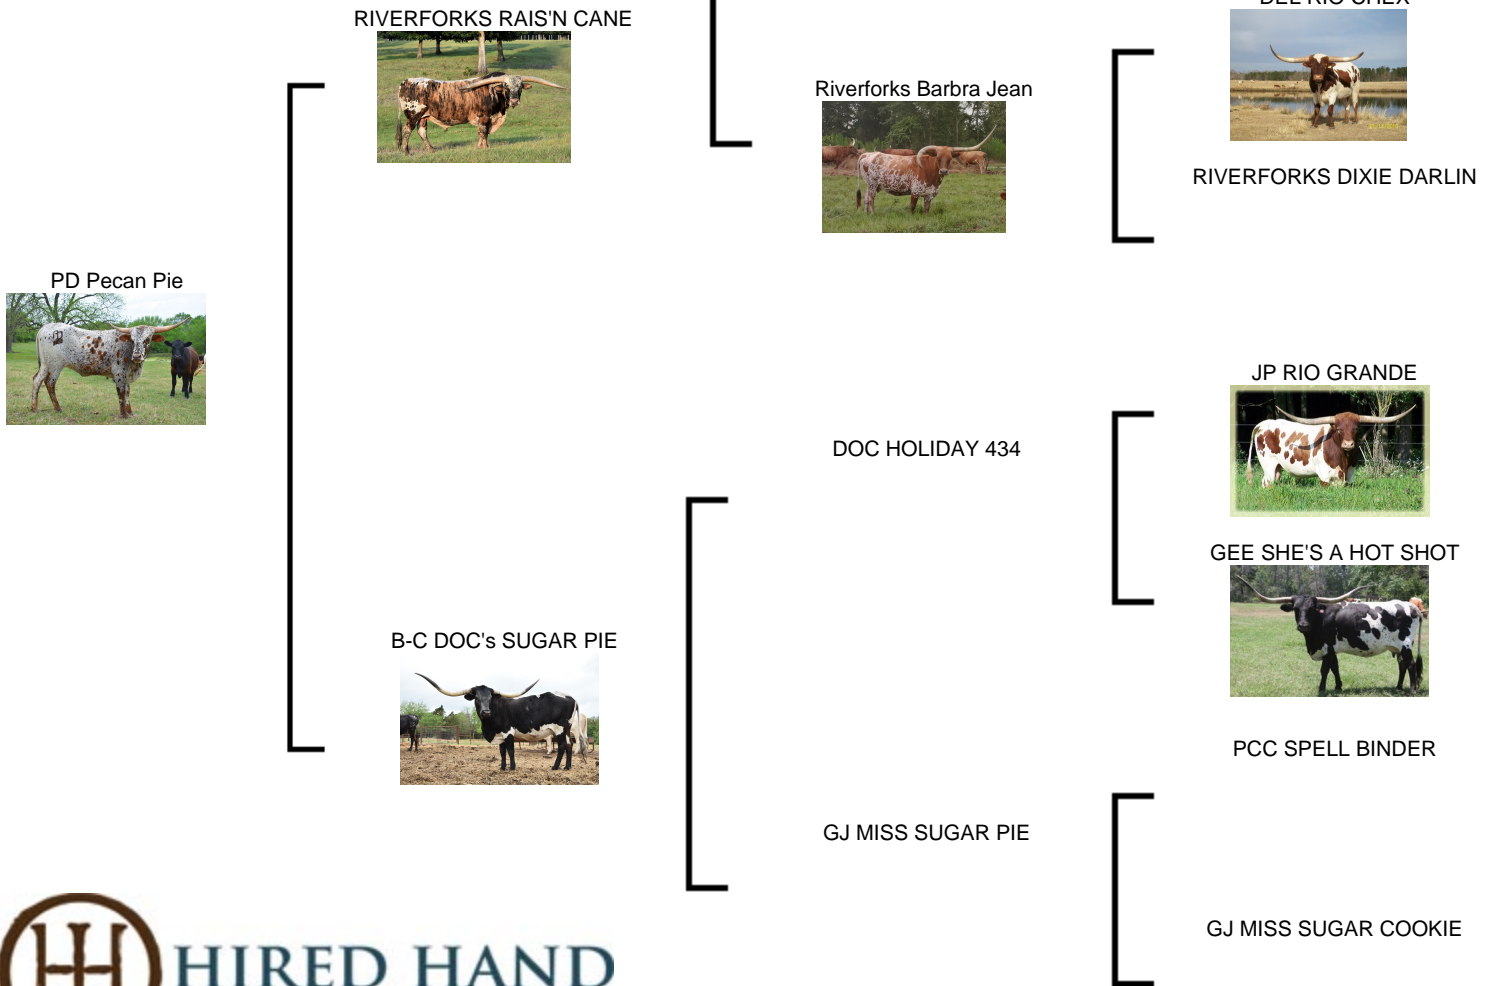 RIVERFORKS RAIS'N CANE
Riverforks Barbra Jean
RIVERFORKS DIXIE DARLIN
PD Pecan Pie
JP RIO GRANDE
DOC HOLIDAY 434
GEE SHE'S A HOT SHOT
B-C DOC's SUGAR PIE
PCC SPELL BINDER
GJ MISS SUGAR PIE
GJ MISS SUGAR COOKIE
HIRED HAND